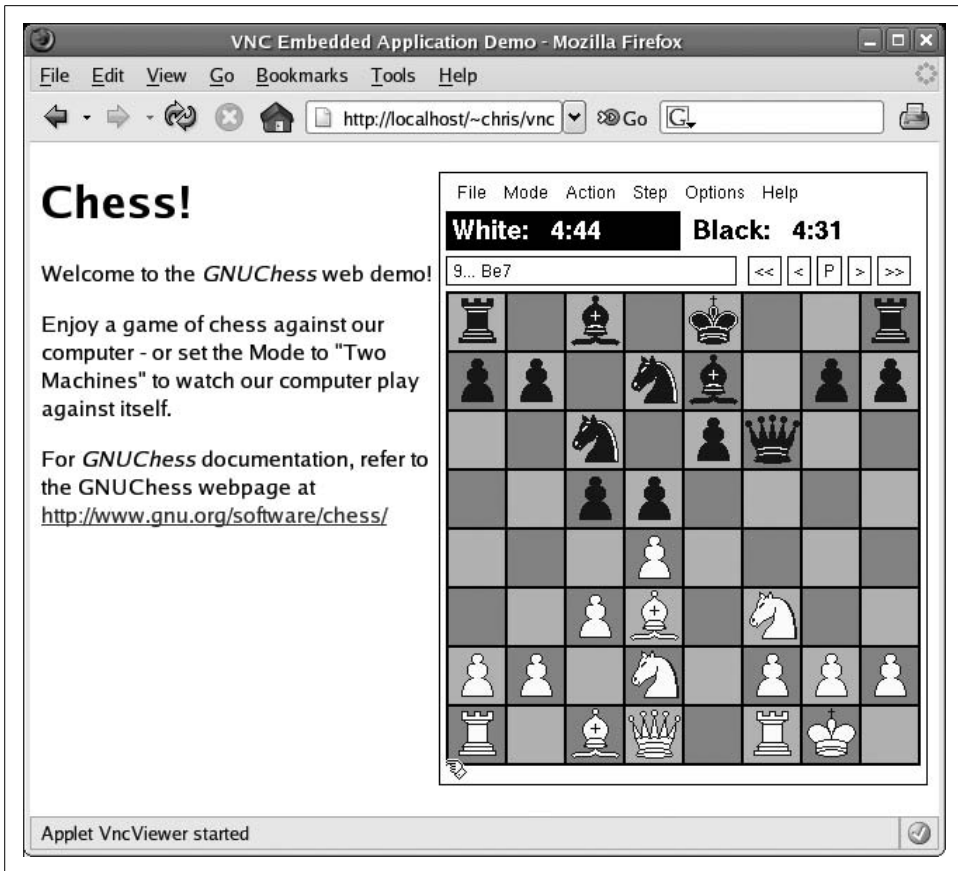 VNC Embedded Application Demo - Mozilla Firefox
File Edit View Go Bookmarks Tools Help
http://localhost/~chris/vnc Go G
Chess!
Welcome to the GNUChess web demo!
Enjoy a game of chess against our
computer - or set the Mode to "Two
Machines" to watch our computer play
against itself.
For GNUChess documentation, refer to
the GNUChess webpage at
http://www.gnu.org/software/chess/
File Mode Action Step Options Help
White: 4:44 Black: 4:31
9... Be7 << < P > >>
Applet VncViewer started